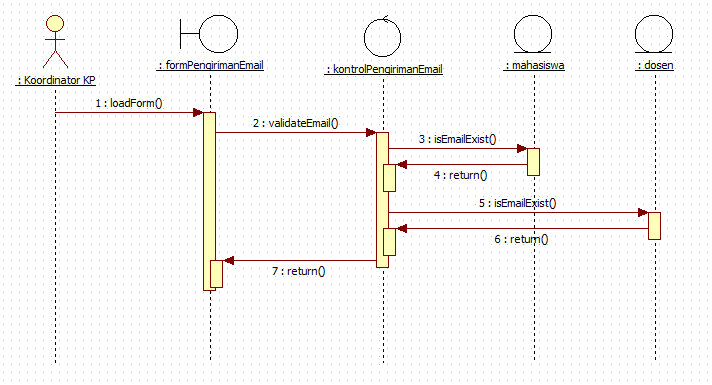 : Koordinator KP
: formPengirimanEmail
: kontrolPengirimanEmail
: mahasiswa
: dosen
1 : loadForm()
2 : validateEmail()
3 : isEmailExist()
4 : return()
5 : isEmailExist()
6 : return()
7 : return()